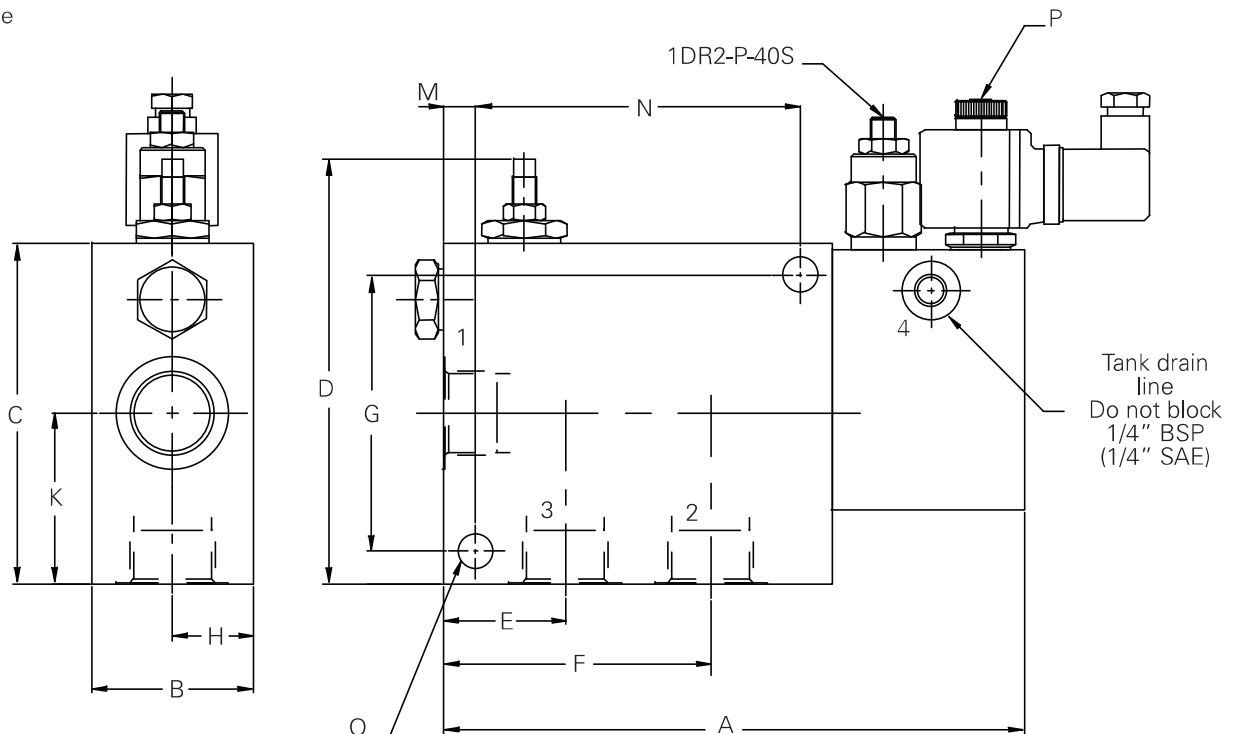 e
P
1DR2-P-40S
M
N
1
4
D
G
C
K
Tank drain
line
Do not block
1/4" BSP
(1/4" SAE)
3
2
E
H
F
B
O
A